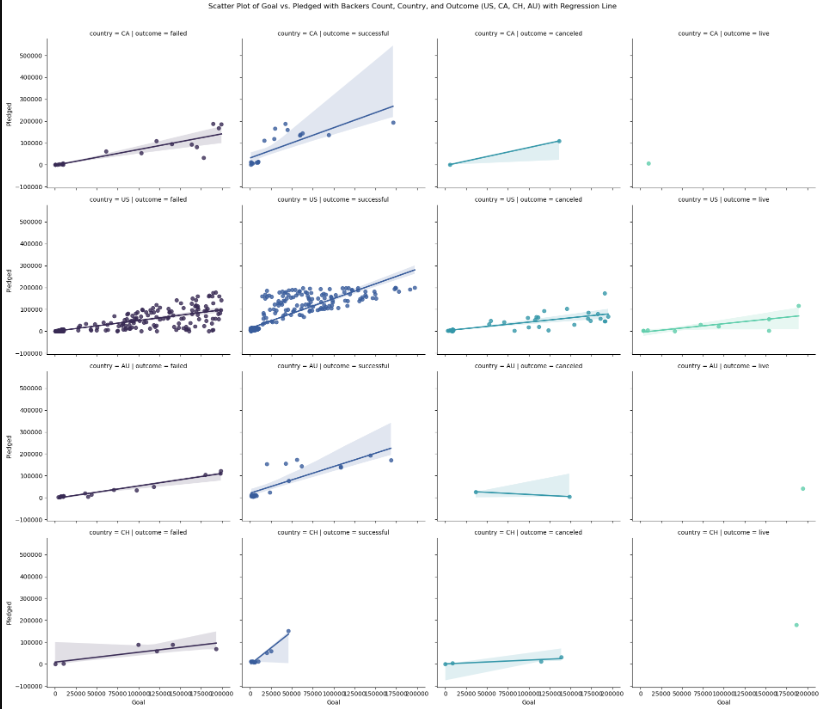 Scatter Plot of Goal vs. Pledged with Backers Count, Country, and Outcome (US, CA, CH, AU) with Regression Line
country = CA | outcome = failed
country = CA | outcome = successful
country = CA | outcome = canceled
country = CA | outcome = live
500000
400000
300000
200000
100000
0
−100000
Pledged
country = US | outcome = failed
country = US | outcome = successful
country = US | outcome = canceled
country = US | outcome = live
500000
400000
300000
200000
100000
0
−100000
Pledged
country = AU | outcome = failed
country = AU | outcome = successful
country = AU | outcome = canceled
country = AU | outcome = live
500000
400000
300000
200000
100000
0
−100000
Pledged
country = CH | outcome = failed
country = CH | outcome = successful
country = CH | outcome = canceled
country = CH | outcome = live
500000
400000
300000
200000
100000
0
−100000
Pledged
0 25000 50000 75000 100000 125000 150000 175000 200000
0 25000 50000 75000 100000 125000 150000 175000 200000
0 25000 50000 75000 100000 125000 150000 175000 200000
0 25000 50000 75000 100000 125000 150000 175000 200000
Goal
Goal
Goal
Goal